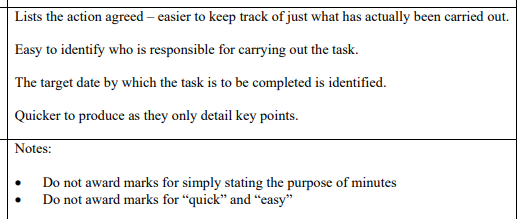 Lists the action agreed – easier to keep track of just what has actually been carried out.
Easy to identify who is responsible for carrying out the task.
The target date by which the task is to be completed is identified.
Quicker to produce as they only detail key points.
Notes:
• Do not award marks for simply stating the purpose of minutes
• Do not award marks for “quick” and “easy”